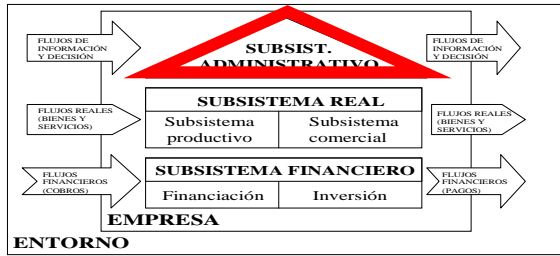 FLUJOS DE
INFORMACIÓN
Y DECISIÓN
SUBSIST.
ADMINISTRATIVO
FLUJOS DE
INFORMACIÓN
Y DECISIÓN
FLUJOS REALES
(BIENES Y
SERVICIOS)
SUBSISTEMA REAL
Subsistema
productivo
Subsistema
comercial
FLUJOS REALES
(BIENES Y
SERVICIOS)
FLUJOS
FINANCIEROS
(COBROS)
SUBSISTEMA FINANCIERO
Financiación
Inversión
FLUJOS
FINANCIEROS
(PAGOS)
EMPRESA
ENTORNO